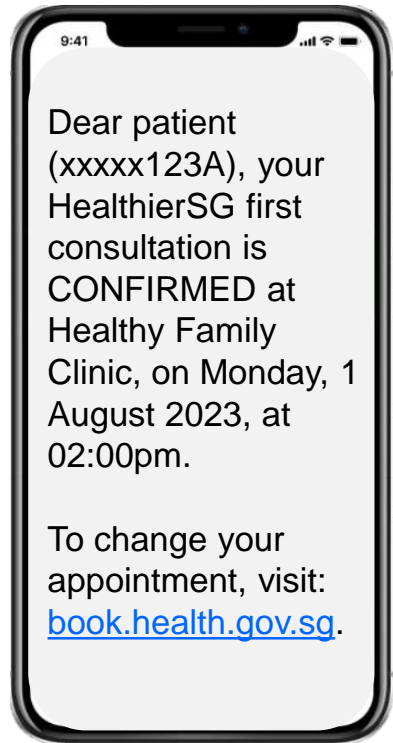 9:41
Dear patient
(xxxxx123A), your
HealthierSG first
consultation is
CONFIRMED at
Healthy Family
Clinic, on Monday, 1
August 2023, at
02:00pm.
To change your
appointment, visit:
book.health.gov.sg.